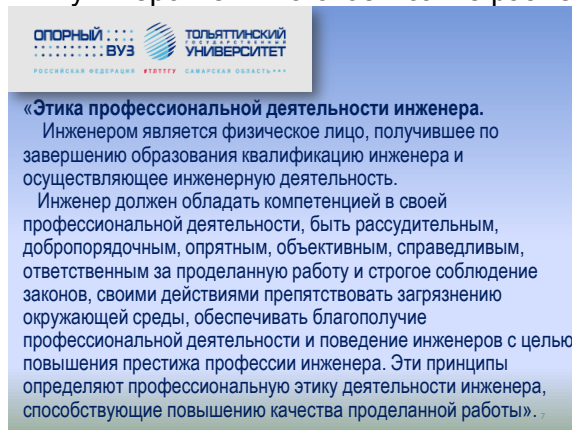 ОПОРНЫЙ
ВУЗ
ТОЛЬЯТТИНСКИЙ
ГОСУДАРСТВЕННЫЙ
УНИВЕРСИТЕТ
РОССИЙСКАЯ ФЕДЕРАЦИЯ #ТЛТТГУ САМАРСКАЯ ОБЛАСТЬ
«Этика профессиональной деятельности инженера.
Инженером является физическое лицо, получившее по
завершению образования квалификацию инженера и
осуществляющее инженерную деятельность.
Инженер должен обладать компетенцией в своей
профессиональной деятельности, быть рассудительным,
добропорядочным, опрятным, объективным, справедливым,
ответственным за проделанную работу и строгое соблюдение
законов, своими действиями препятствовать загрязнению
окружающей среды, обеспечивать благополучие
профессиональной деятельности и поведение инженеров с целью
повышения престижа профессии инженера. Эти принципы
определяют профессиональную этику деятельности инженера,
способствующие повышению качества проделанной работы». 7